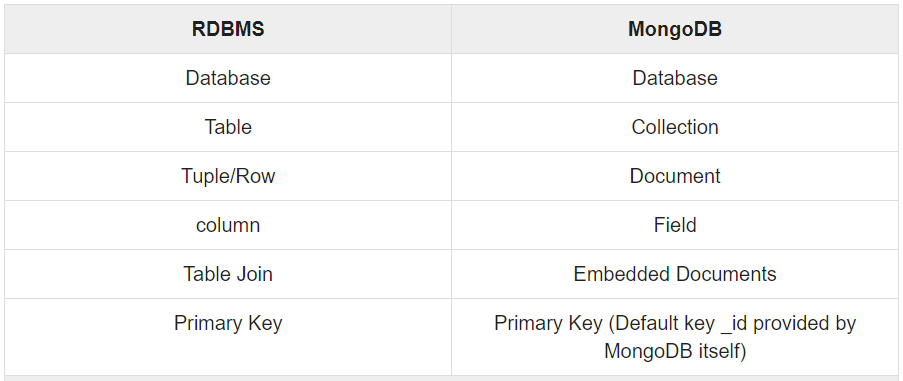 RDBMS MongoDB
Database Database
Table Collection
Tuple/Row Document
column Field
Table Join Embedded Documents
Primary Key Primary Key (Default key _id provided by
MongoDB itself)